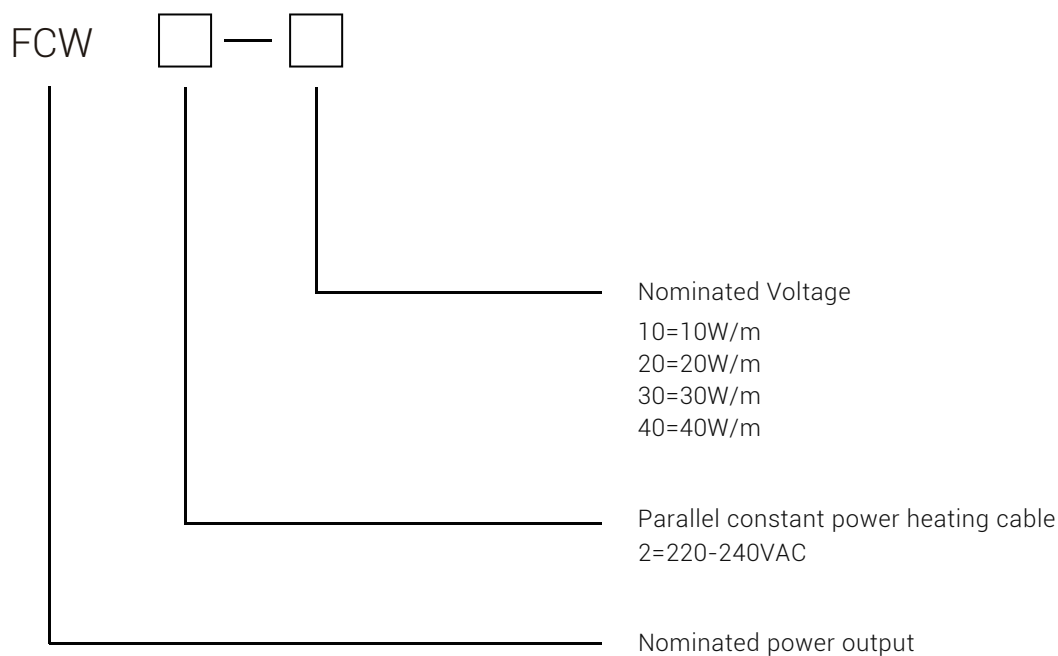 FCW □ — □
Nominated Voltage
10=10W/m
20=20W/m
30=30W/m
40=40W/m
Parallel constant power heating cable
2=220-240VAC
Nominated power output